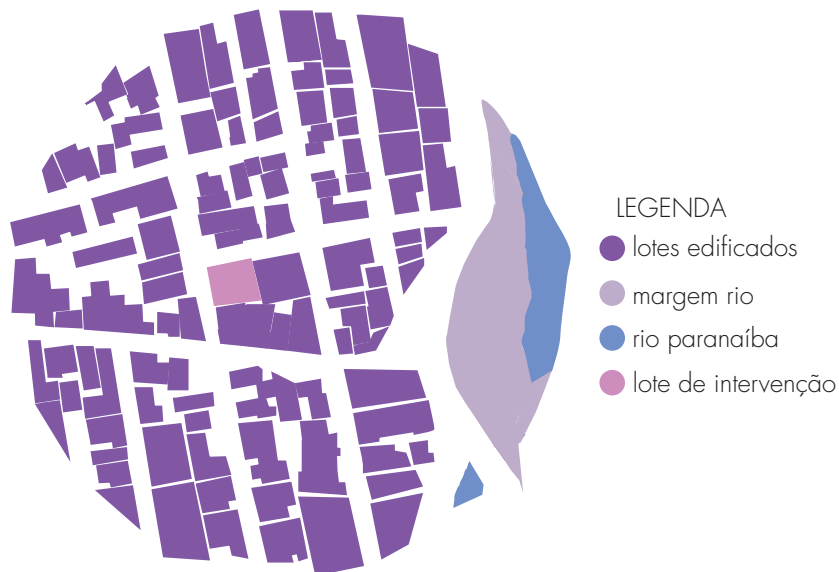 LEGENDA
lotes edificados
margem rio
rio paranaíba
lote de intervenção